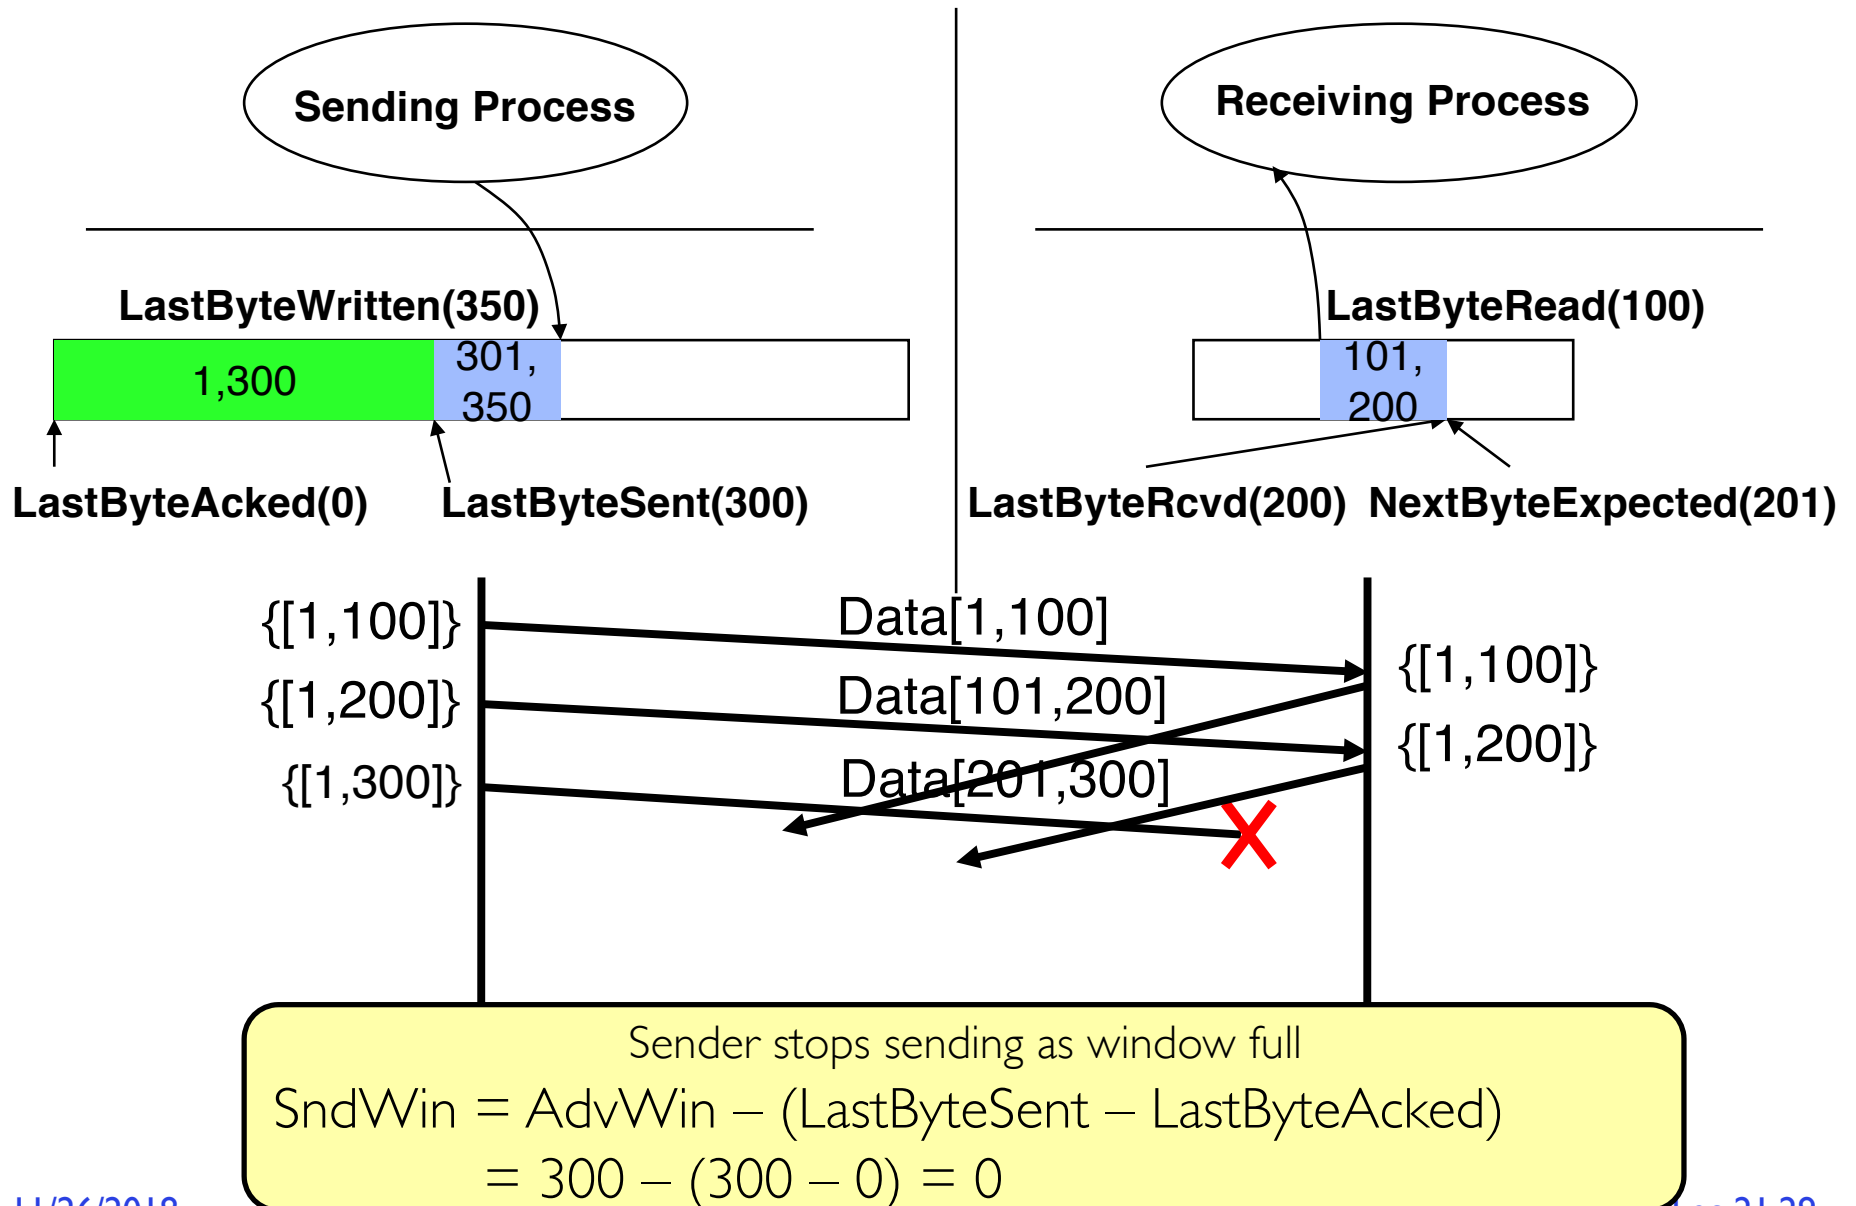 Sending Process
Receiving Process
LastByteWritten(350)
LastByteRead(100)
1,300
301,
350
101,
200
LastByteAcked(0)
LastByteSent(300)
LastByteRcvd(200)
NextByteExpected(201)
{[1,100]}
Data[1,100]
{[1,100]}
{[1,200]}
Data[101,200]
{[1,200]}
{[1,300]}
Data[201,300]
Sender stops sending as window full
SndWin = AdvWin – (LastByteSent – LastByteAcked)
= 300 – (300 – 0) = 0